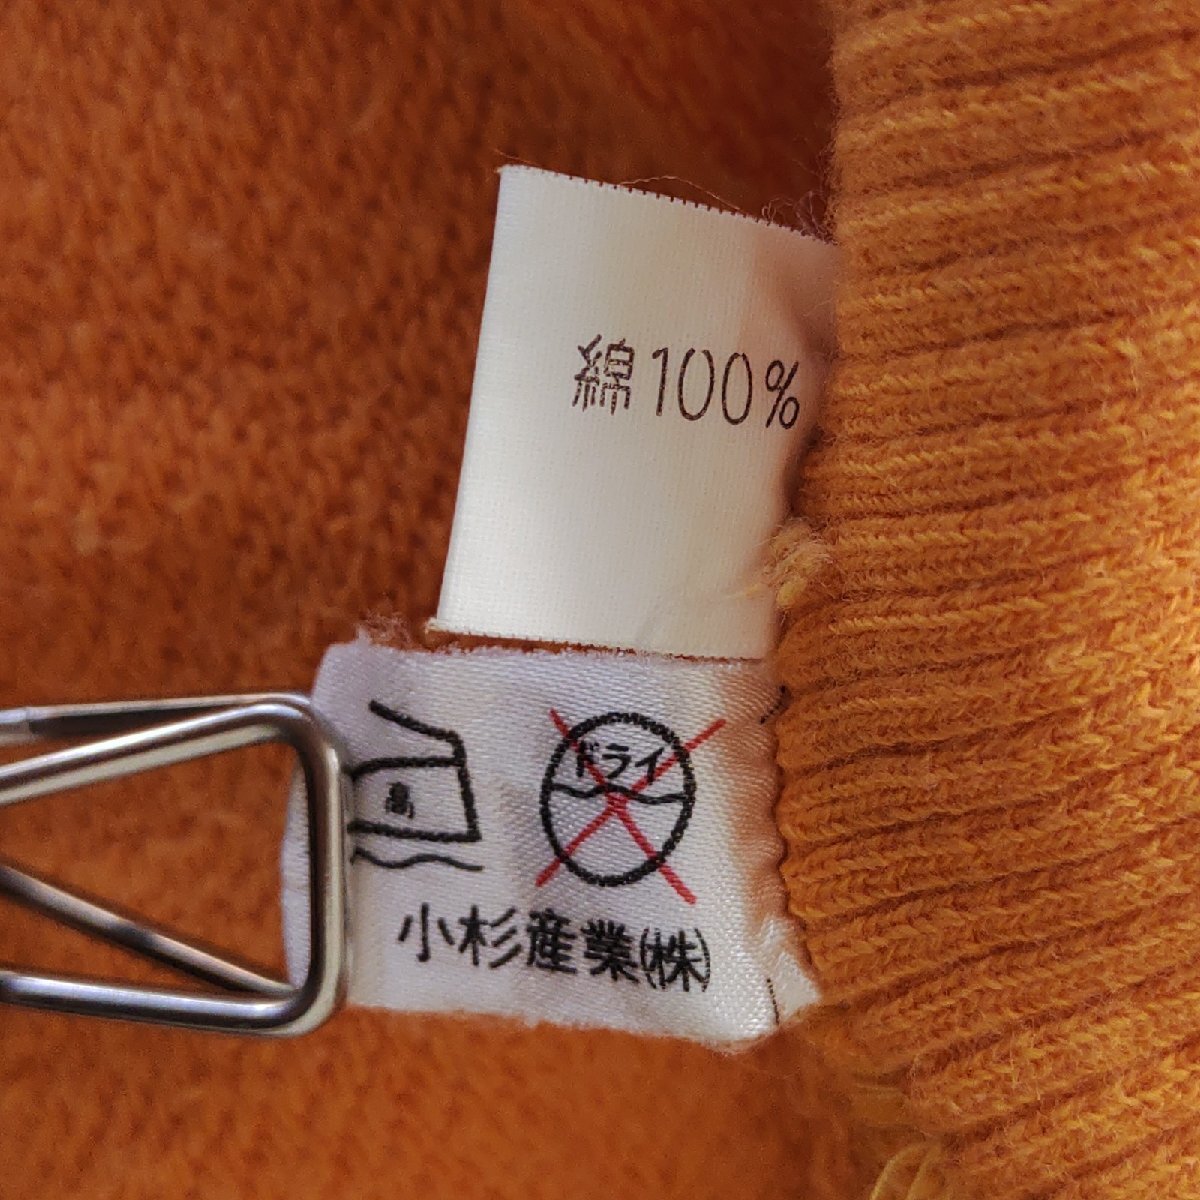 綿100%
高
ドライ
小杉産業(株)